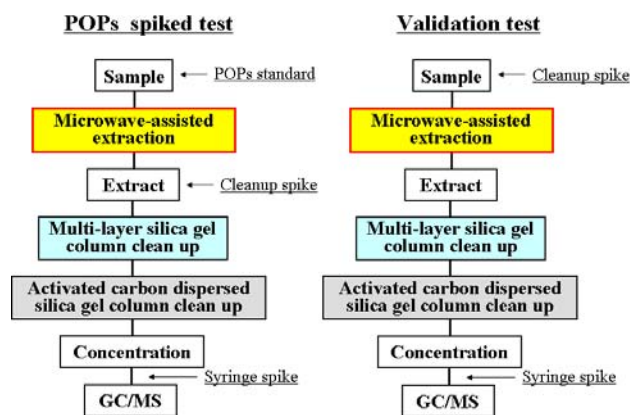 POPs spiked test
Sample
POPs standard
Microwave-assisted
extraction
Extract
Cleanup spike
Multi-layer silica gel
column clean up
Activated carbon dispersed
silica gel column clean up
Concentration
Syringe spike
GC/MS
Validation test
Sample
Cleanup spike
Microwave-assisted
extraction
Extract
Multi-layer silica gel
column clean up
Activated carbon dispersed
silica gel column clean up
Concentration
Syringe spike
GC/MS